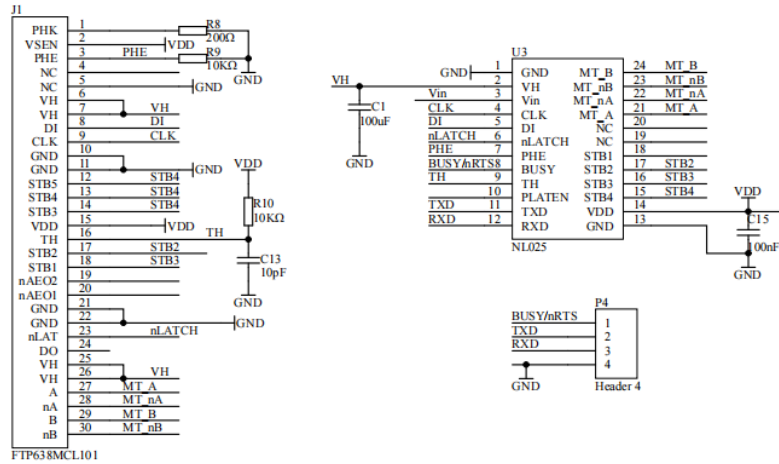 J1
PHK 1 R8
200Ω
VSEN 2 VDD
PHE 3 PHE R9
10KΩ
NC 4
NC 5 GND
GND
VH 6
VH 7 VH
DI 8 DI
CLK 9 CLK
GND 10
GND 11 GND
STB5 12 STB4
STB4 13 STB4
STB3 14 STB4
VDD 15 VDD
TH 16 TH
STB2 17 STB2
STB1 18 STB3
nAEO2 19
nAEO1 20
GND 21
GND 22 GND
nLAT 23 nLATCH
DO 24
VH 25
VH 26 VH
A 27 MT_A
nA 28 MT_nA
B 29 MT_B
nB 30 MT_nB
FTP638MCL101
VDD
R10
10KΩ
C13
10pF
GND
U3
GND 1 GND MT_B 24 MT_B
VH 2 VH MT_nB 23 MT_nB
Vin 3 Vin MT_nA 22 MT_nA
CLK 4 CLK MT_A 21 MT_A
DI 5 DI NC 20
nLATCH 6 nLATCH NC 19
PHE 7 PHE STB1 18
BUSY/nRTS8 BUSY STB2 17 STB2
TH 9 TH STB3 16 STB3
10 PLATEN STB4 15 STB4
TXD 11 TXD VDD 14
RXD 12 RXD GND 13
NL025
C1
100uF
GND
VDD
C15
100nF
GND
P4
BUSY/nRTS 1
TXD 2
RXD 3
4
GND
Header 4